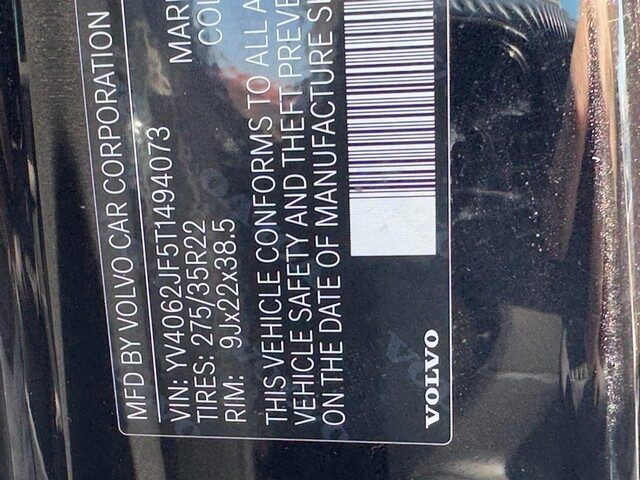 MFD BY VOLVO CAR CORPORATION
VIN: YV4062JF5T1494073
TIRES: 275/35R22
RIM: 9Jx22x38.5
THIS VEHICLE CONFORMS TO ALL A
VEHICLE SAFETY AND THEFT PREVE
ON THE DATE OF MANUFACTURE S
VOLVO